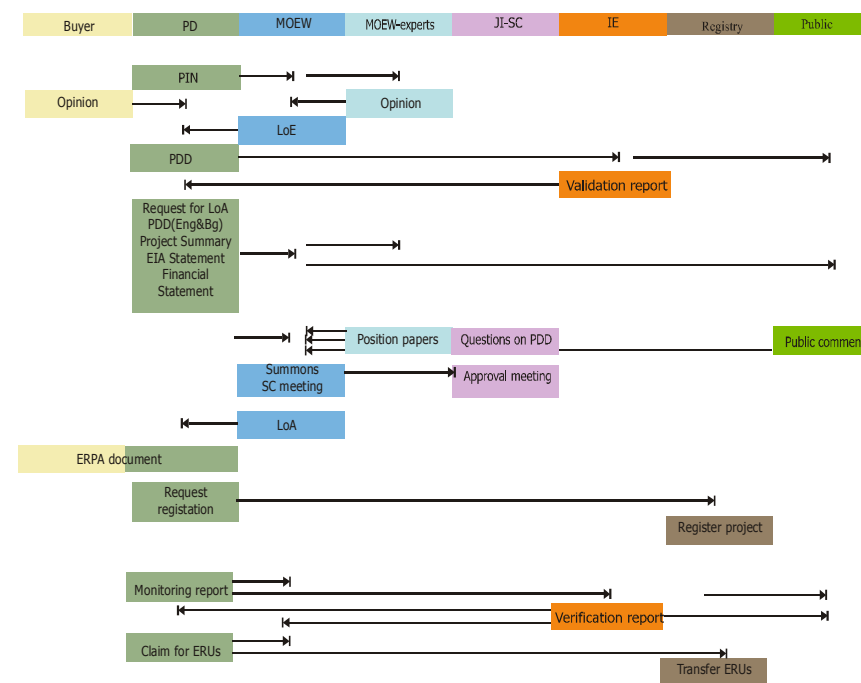 Buyer
PD
MOEW
MOEW-experts
JI-SC
IE
Registry
Public
PIN
Opinion
Opinion
LoE
PDD
Validation report
Request for LoA
PDD(Eng&Bg)
Project Summary
EIA Statement
Financial
Statement
Position papers
Questions on PDD
Public commen
Summons
SC meeting
Approval meeting
LoA
ERPA document
Request
registation
Register project
Monitoring report
Verification report
Claim for ERUs
Transfer ERUs